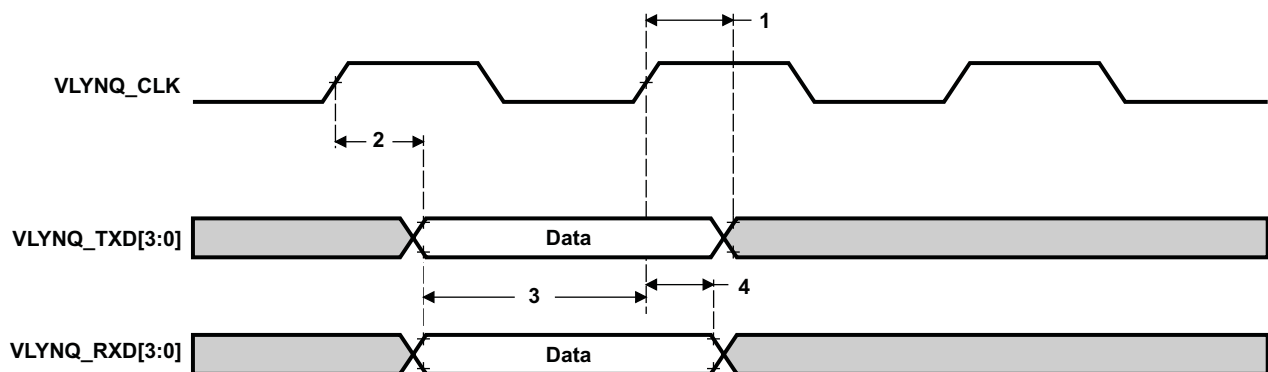 1
VLYNQ_CLK
2
VLYNQ_TXD[3:0]
Data
3
4
VLYNQ_RXD[3:0]
Data